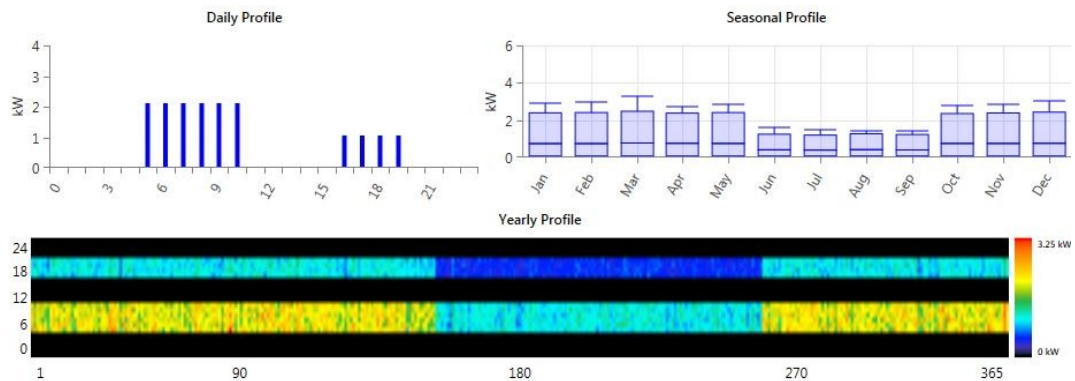 Daily Profile
4
3
2
1
0
kW
0 3 6 9 12 15 18 21
Seasonal Profile
6
4
2
0
kW
Jan Feb Mar Apr May Jun Jul Aug Sep Oct Nov Dec
Yearly Profile
24
18
12
6
0
3.25 kW
0 kW
1 90 180 270 365